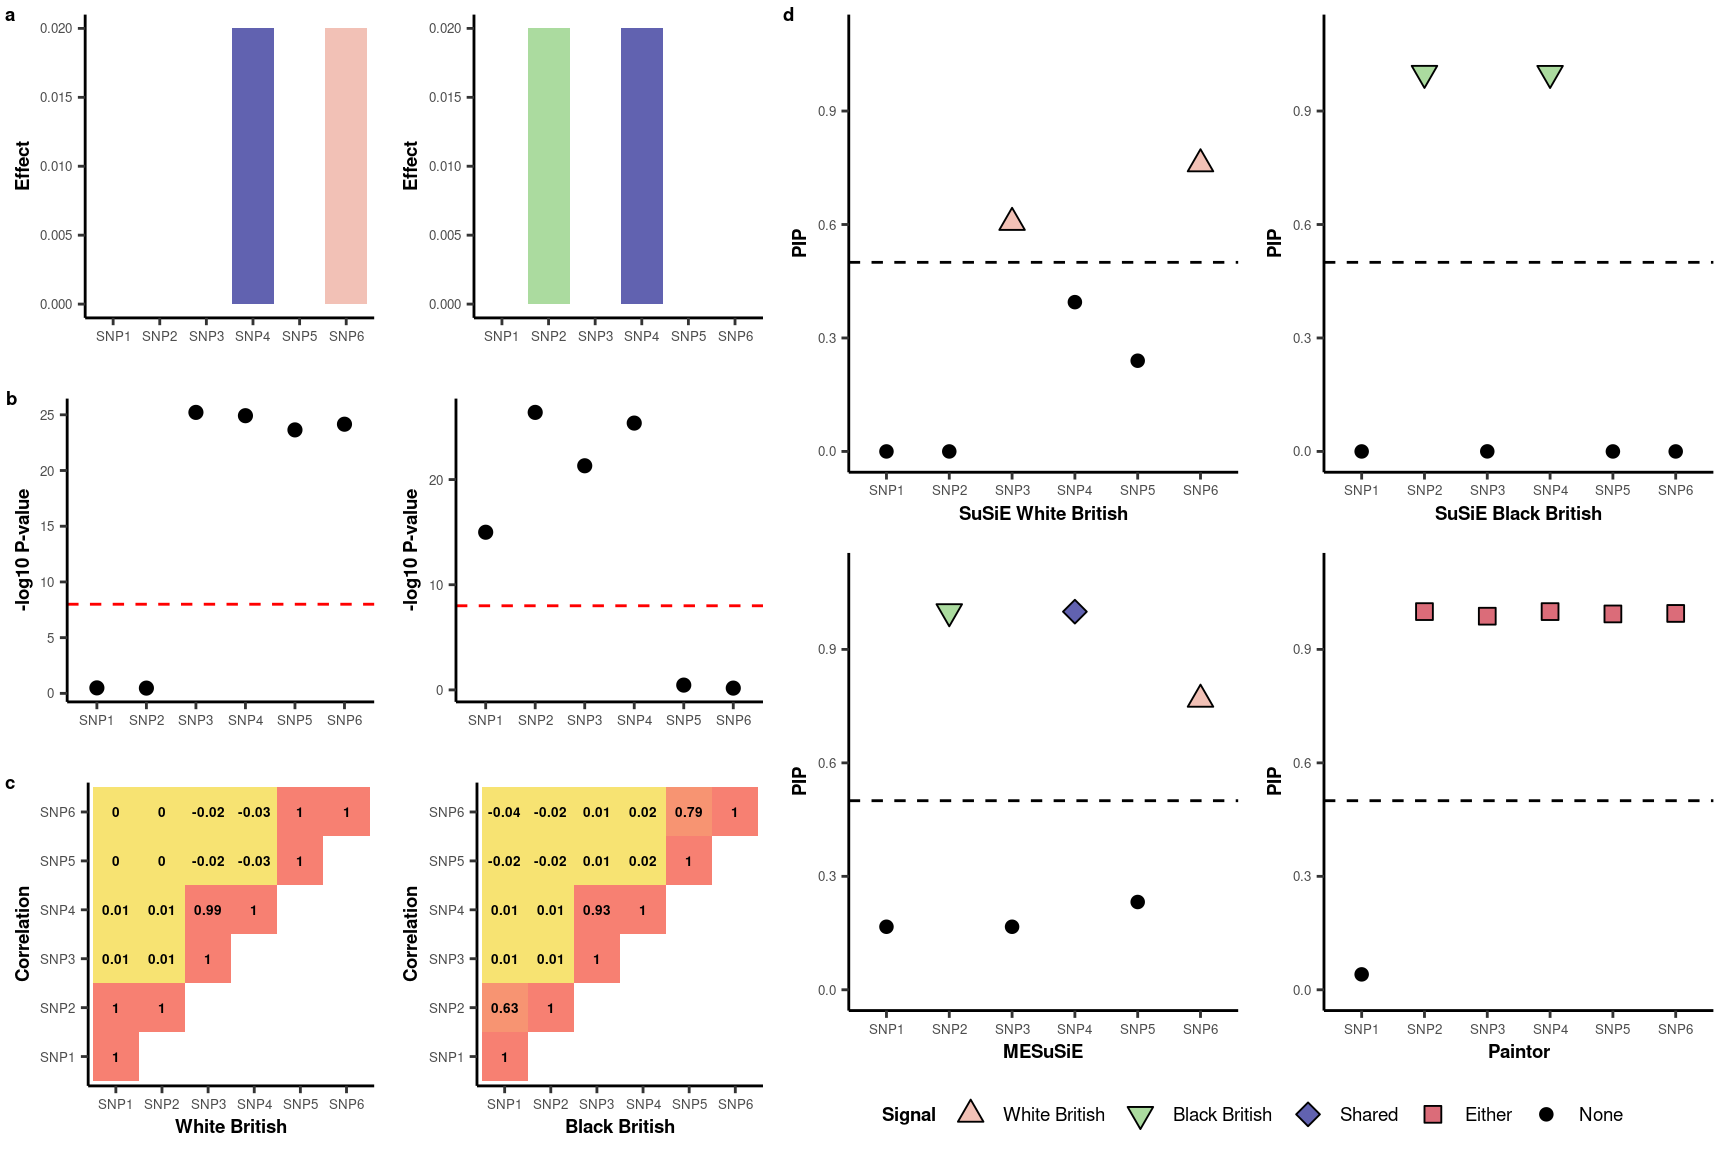 a
0.020
0.015
0.010
0.005
0.000
Effect
SNP1 SNP2 SNP3 SNP4 SNP5 SNP6
0.020
0.015
0.010
0.005
0.000
Effect
SNP1 SNP2 SNP3 SNP4 SNP5 SNP6
b
25
20
15
10
5
0
-log10 P-value
SNP1 SNP2 SNP3 SNP4 SNP5 SNP6
20
10
0
-log10 P-value
SNP1 SNP2 SNP3 SNP4 SNP5 SNP6
c
Correlation
SNP6 0 0 -0.02 -0.03 1 1
SNP5 0 0 -0.02 -0.03 1
SNP4 0.01 0.01 0.99 1
SNP3 0.01 0.01 1
SNP2 1 1
SNP1 1
SNP1 SNP2 SNP3 SNP4 SNP5 SNP6
White British
Correlation
SNP6 -0.04 -0.02 0.01 0.02 0.79 1
SNP5 -0.02 -0.02 0.01 0.02 1
SNP4 0.01 0.01 0.93 1
SNP3 0.01 0.01 1
SNP2 0.63 1
SNP1 1
SNP1 SNP2 SNP3 SNP4 SNP5 SNP6
Black British
d
0.9
0.6
0.3
0.0
PIP
SNP1 SNP2 SNP3 SNP4 SNP5 SNP6
SuSiE White British
0.9
0.6
0.3
0.0
PIP
SNP1 SNP2 SNP3 SNP4 SNP5 SNP6
SuSiE Black British
0.9
0.6
0.3
0.0
PIP
SNP1 SNP2 SNP3 SNP4 SNP5 SNP6
MESuSiE
0.9
0.6
0.3
0.0
PIP
SNP1 SNP2 SNP3 SNP4 SNP5 SNP6
Paintor
Signal White British Black British Shared Either None